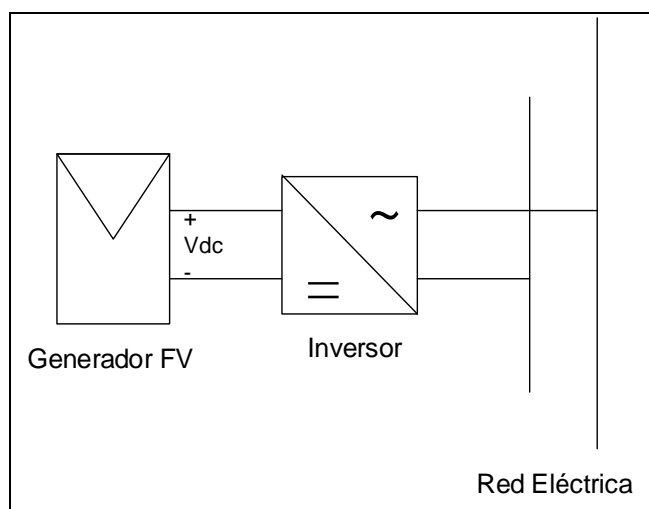 +
Vdc
-
~
=
Generador FV
Inversor
Red Eléctrica